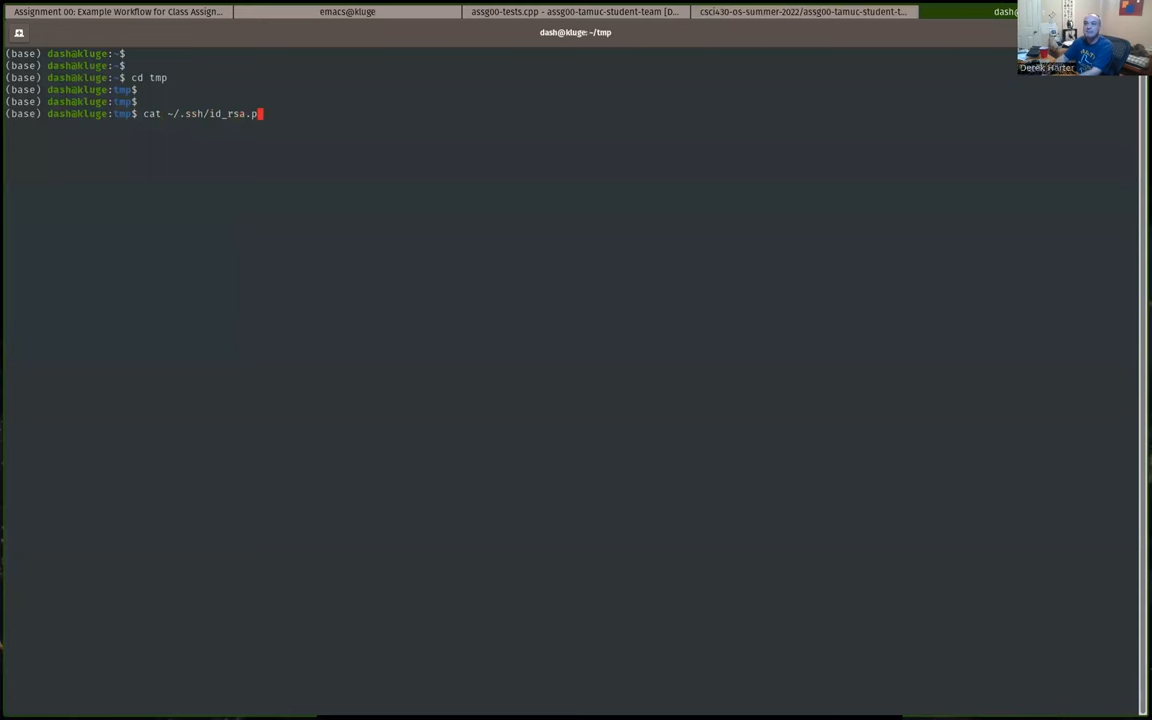 Assignment 00: Example Workflow for Class Assign...
emacs@kluge
assg00-tests.cpp - assg00-tamuc-student-team [D...
csci430-os-summer-2022/assg00-tamuc-student-t...
dash@
dash@kluge: ~/tmp
Derek Harter
(base) dash@kluge:~$
(base) dash@kluge:~$
(base) dash@kluge:~$ cd tmp
(base) dash@kluge:tmp$
(base) dash@kluge:tmp$
(base) dash@kluge:tmp$ cat ~/.ssh/id_rsa.p